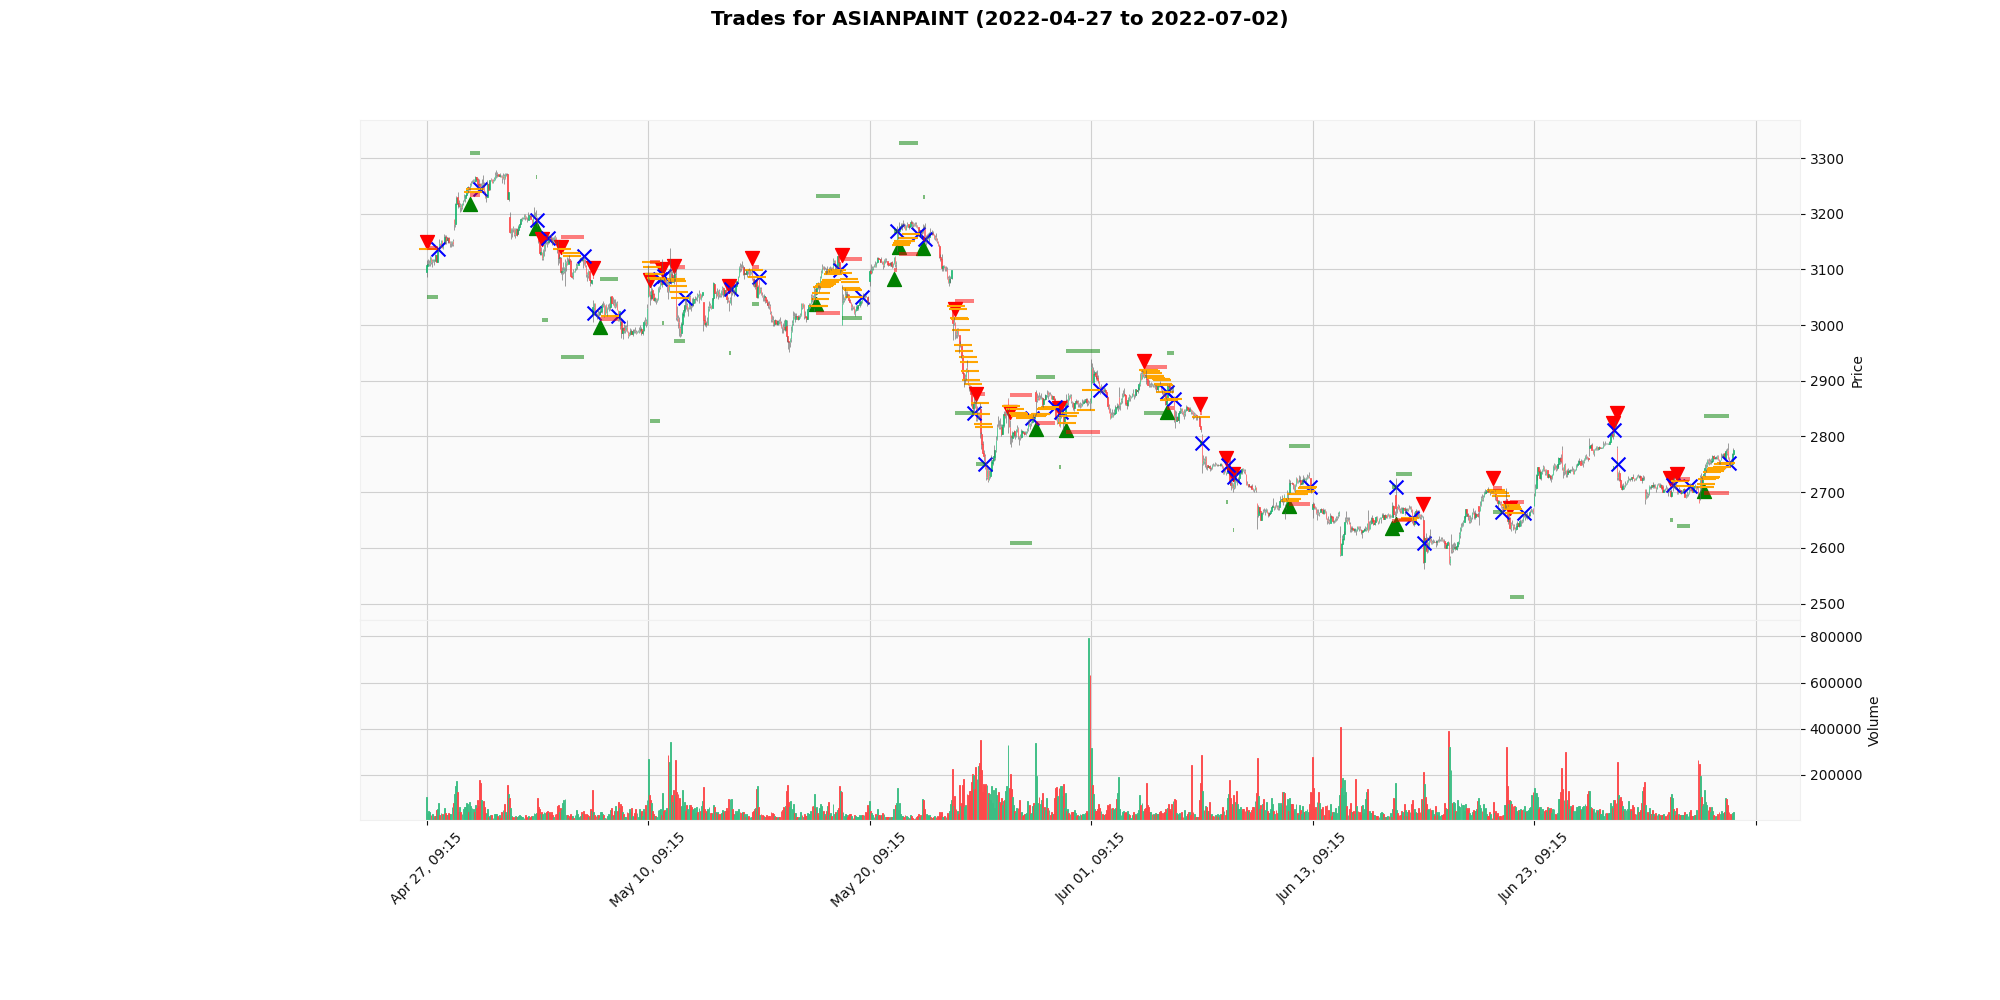 Trades for ASIANPAINT (2022-04-27 to 2022-07-02)
3300
3200
3100
3000
2900
2800
2700
2600
2500
Price
800000
600000
400000
200000
Volume
Apr 27, 09:15
May 10, 09:15
May 20, 09:15
Jun 01, 09:15
Jun 13, 09:15
Jun 23, 09:15